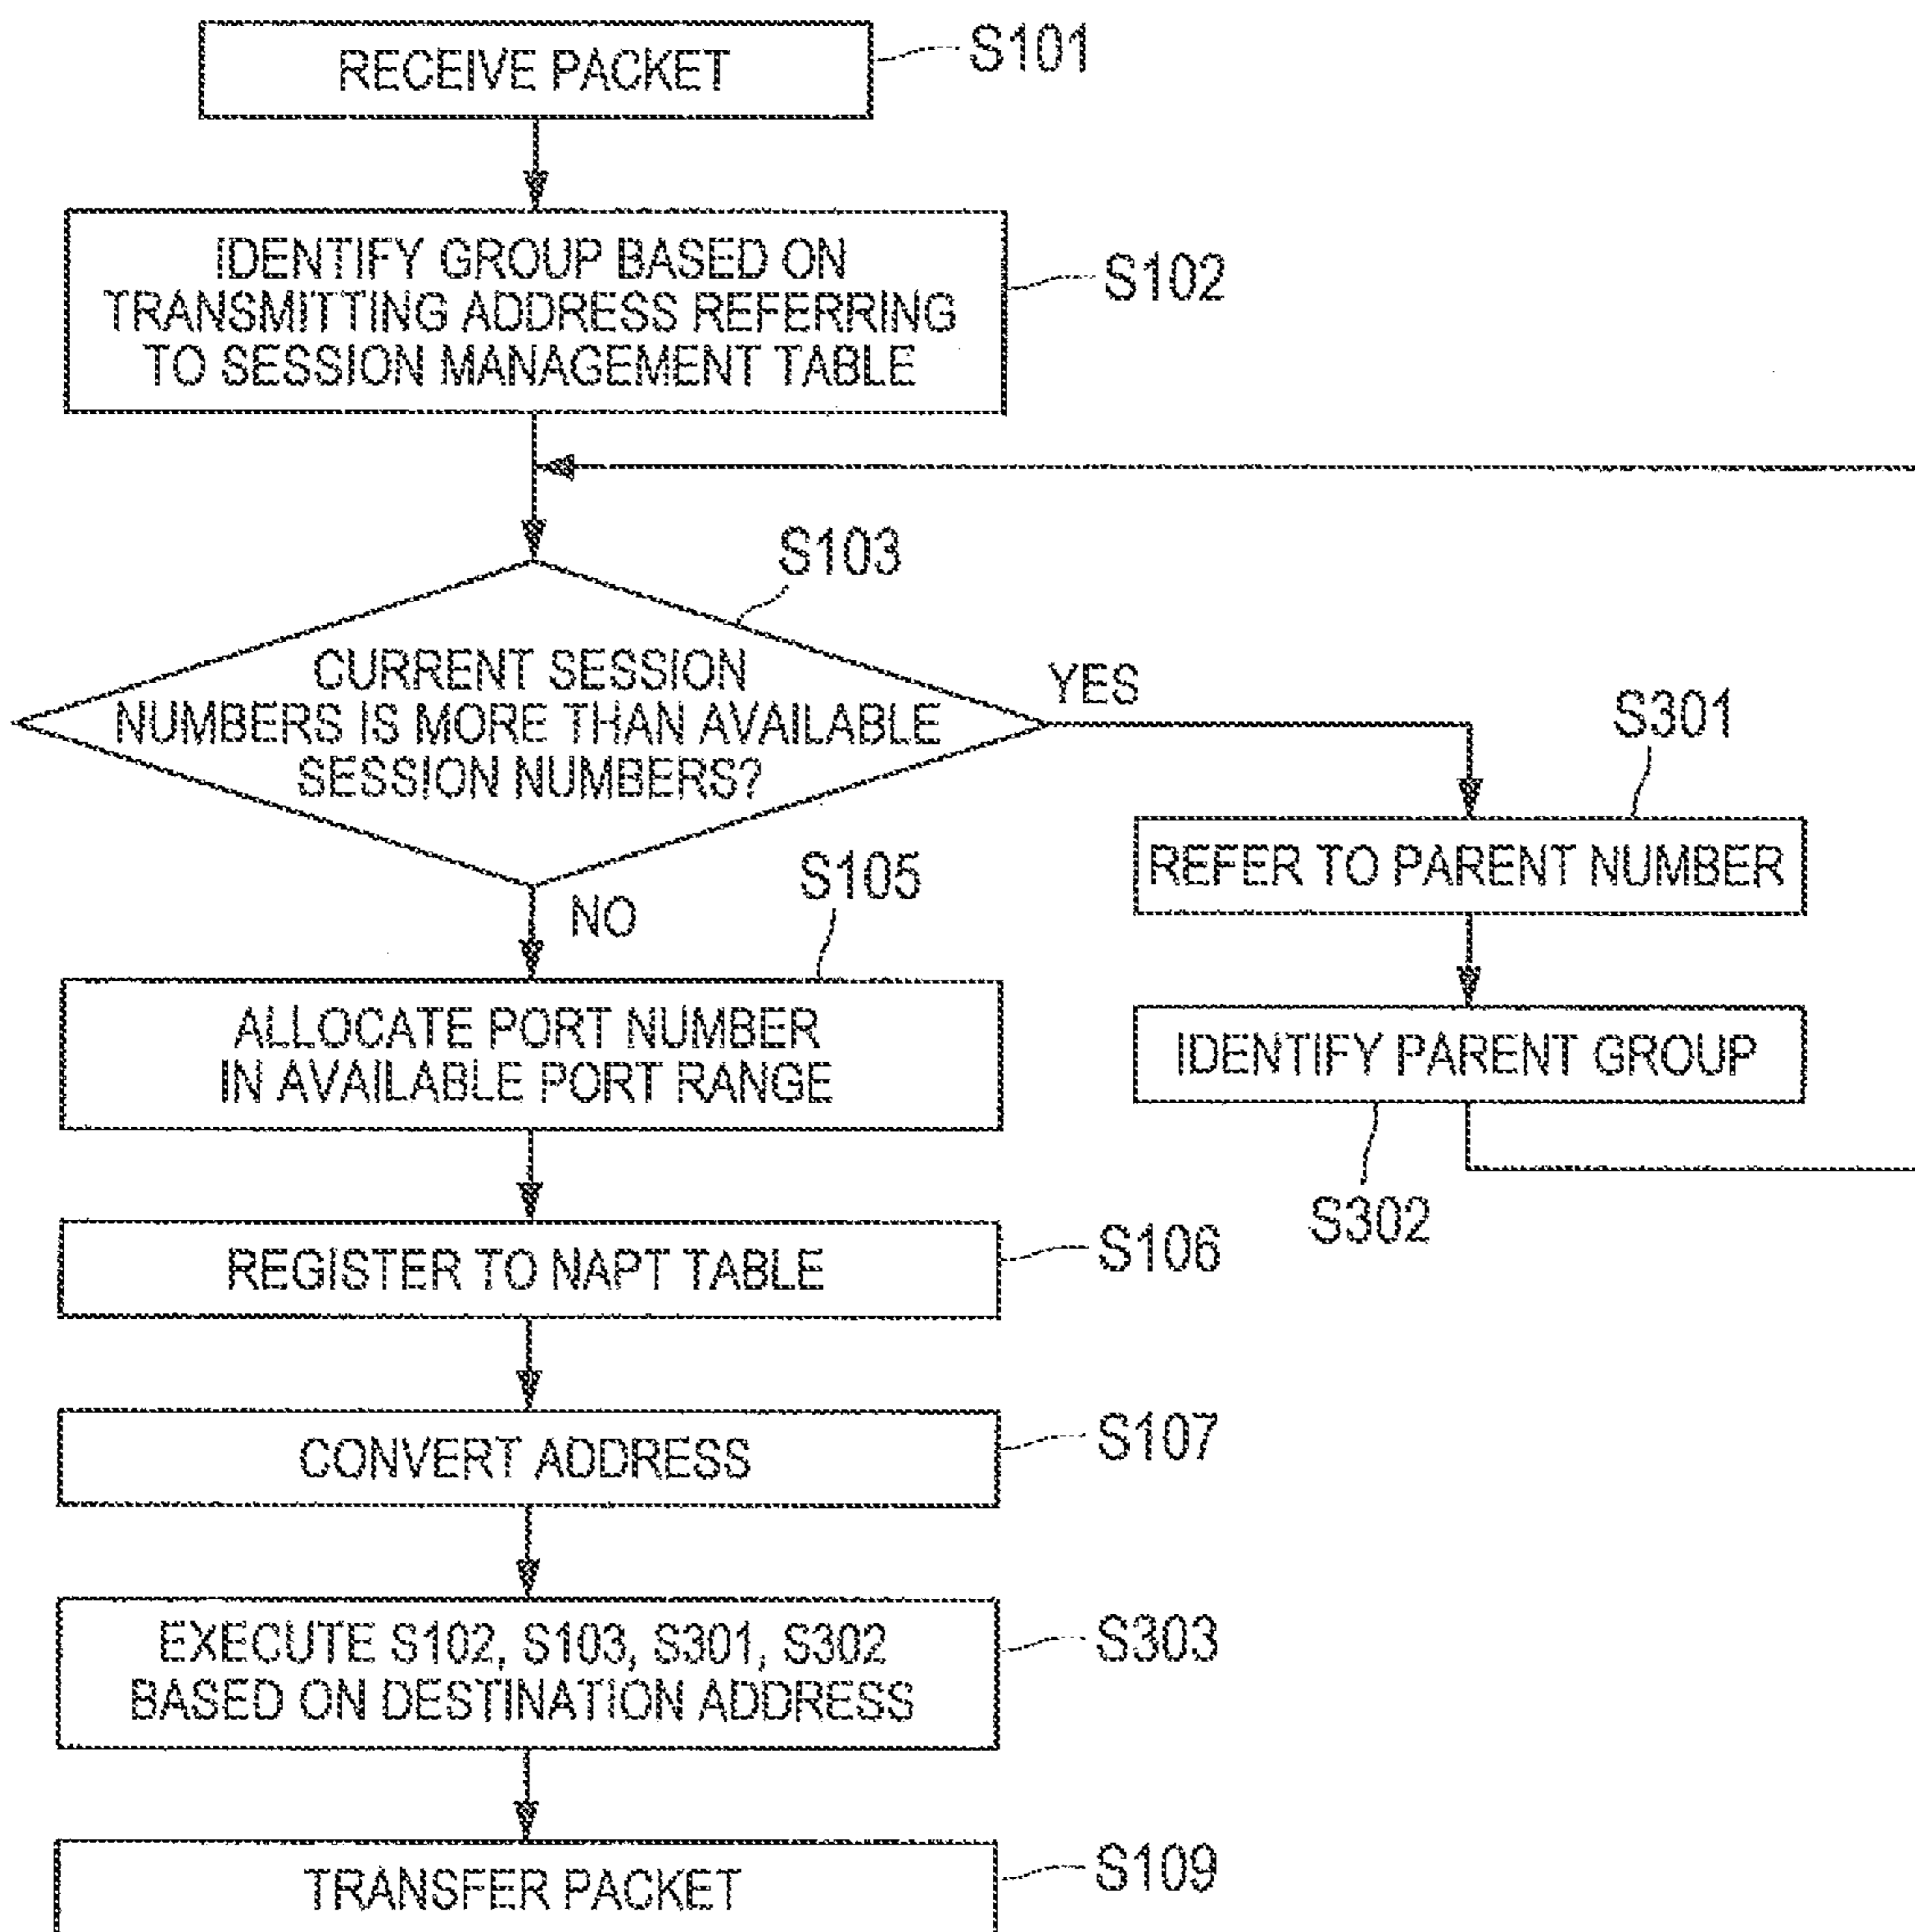 RECEIVE PACKET
S101
IDENTIFY GROUP BASED ON
TRANSMITTING ADDRESS REFERRING
TO SESSION MANAGEMENT TABLE
S102
S103
CURRENT SESSION
NUMBERS IS MORE THAN AVAILABLE
SESSION NUMBERS?
YES
S301
REFER TO PARENT NUMBER
NO
S105
ALLOCATE PORT NUMBER
IN AVAILABLE PORT RANGE
IDENTIFY PARENT GROUP
S302
REGISTER TO NAPT TABLE
S106
CONVERT ADDRESS
S107
EXECUTE S102, S103, S301, S302
BASED ON DESTINATION ADDRESS
S303
TRANSFER PACKET
S109